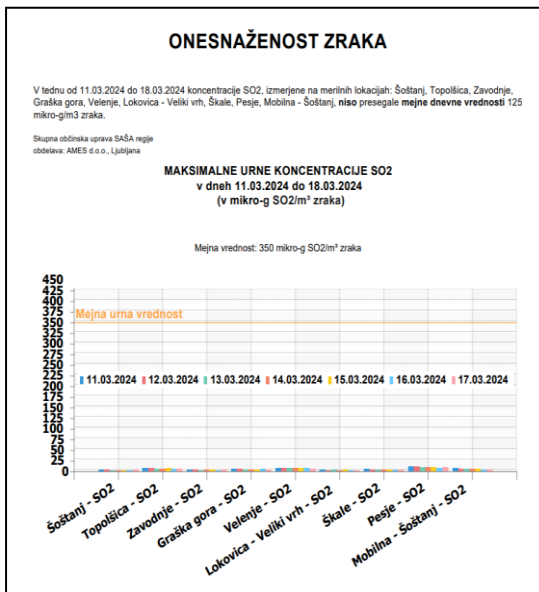 ONESNAŽENOST ZRAKA
V tednu od 11.03.2024 do 18.03.2024 koncentracije SO2, izmerjene na merilnih lokacijah: Šoštanj, Topolšica, Zavodnje,
Graška gora, Velenje, Lokovica - Veliki vrh, Škale, Pesje, Mobilna - Šoštanj, niso presegale mejne dnevne vrednosti 125
mikro-g/m3 zraka.
Skupna občinska uprava SAŠA regije
obdelava: AMES d.o.o., Ljubljana
MAKSIMALNE URNE KONCENTRACIJE SO2
v dneh 11.03.2024 do 18.03.2024
(v mikro-g SO2/m³ zraka)
Mejna vrednost: 350 mikro-g SO2/m³ zraka
450
425
400
375
350
325
300
275
250
225
200
175
150
125
100
75
50
25
0
Mejna urna vrednost
11.03.2024 12.03.2024 13.03.2024 14.03.2024 15.03.2024 16.03.2024 17.03.2024
Šoštanj - SO2
Topolšica - SO2
Zavodnje - SO2
Graška gora - SO2
Velenje - SO2
Lokovica - Veliki vrh - SO2
Škale - SO2
Pesje - SO2
Mobilna - Šoštanj - SO2